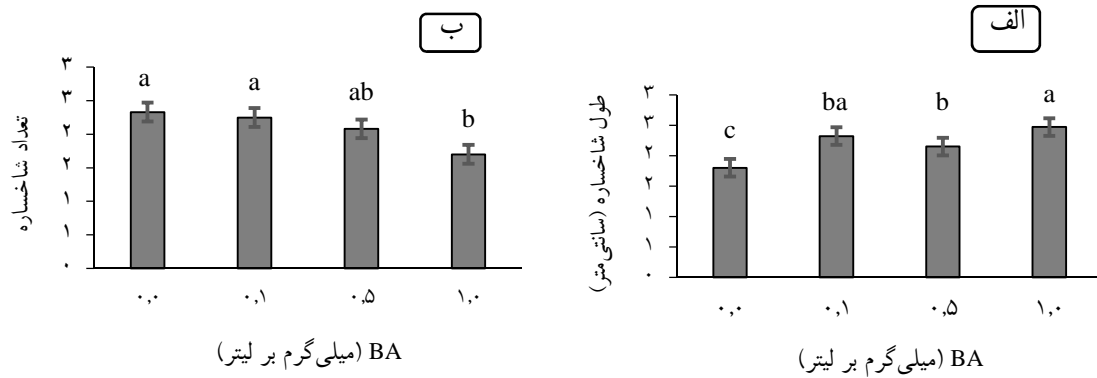 الف
طول شاخساره (سانتی‌متر)
۳
۳
۲
۲
۱
۱
۰
c
ba
b
a
۰٫۰
۰٫۱
۰٫۵
۱٫۰
BA (میلی‌گرم بر لیتر)
ب
تعداد شاخساره
۳
۳
۲
۲
۱
۱
۰
a
a
ab
b
۰٫۰
۰٫۱
۰٫۵
۱٫۰
BA (میلی‌گرم بر لیتر)